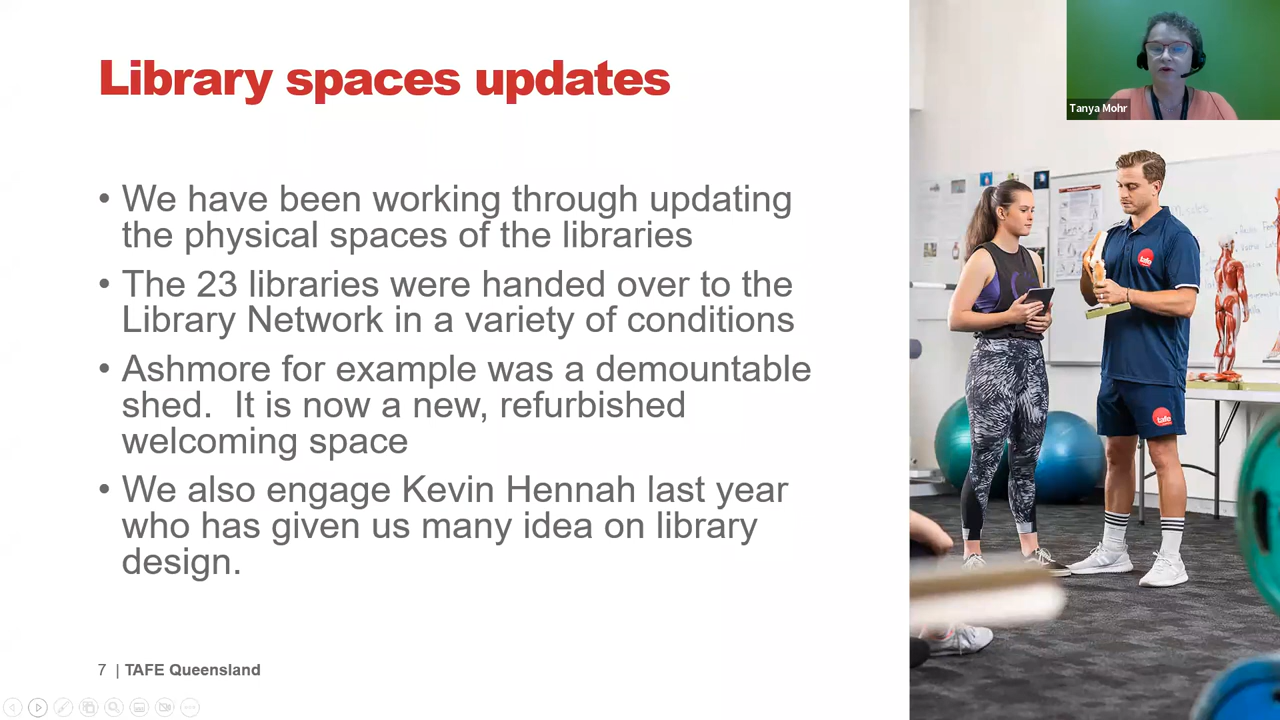 Library spaces updates
• We have been working through updating
the physical spaces of the libraries
• The 23 libraries were handed over to the
Library Network in a variety of conditions
• Ashmore for example was a demountable
shed.  It is now a new, refurbished
welcoming space
• We also engage Kevin Hennah last year
who has given us many idea on library
design.
7 | TAFE Queensland
Tanya Mohr
tafe
tafe